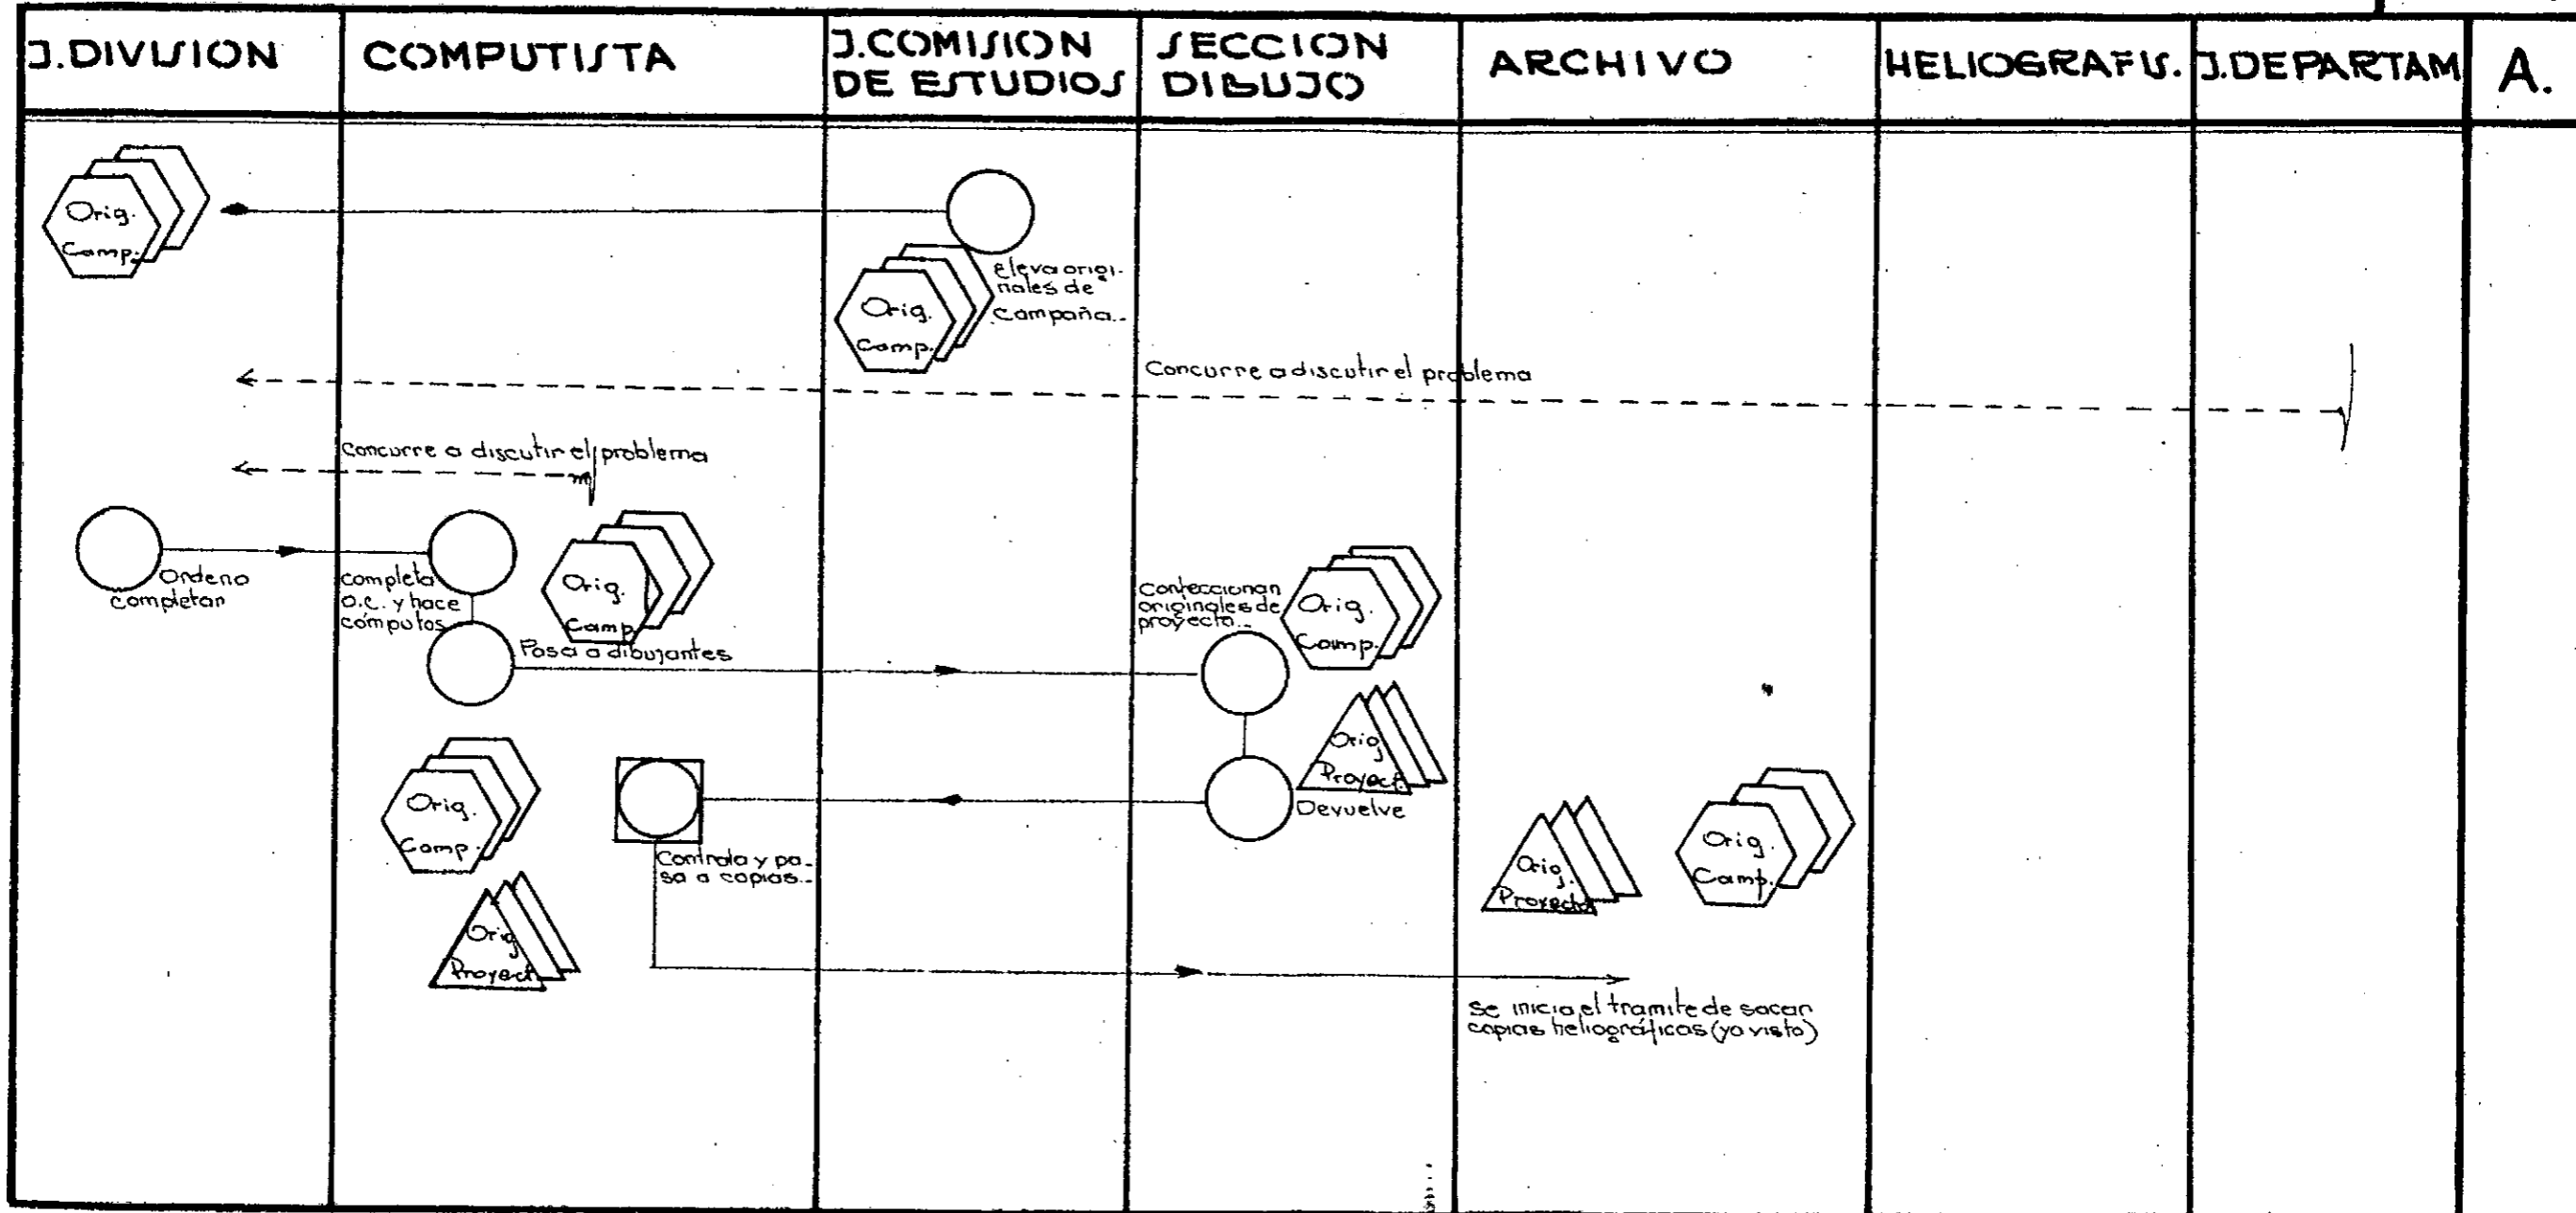 J.DIVISION
COMPUTISTA
J.COMISION
DE ESTUDIOS
SECCION
DIBUJO
ARCHIVO
HELIOGRAFIS.
J.DEPARTAM
A.
Orig.
Camp.
eleva origi-
nales de
campaña..
Orig.
Camp.
Concurre a discutir el problema
Concurre a discutir el problema
Ordena
completar
completa
o.c. y hace
cómputos
Orig.
Camp.
Pasa a dibujantes
Confeccionan
originales de
proyecto..
Orig.
Camp.
Orig
Proyect.
Devuelve
Orig.
Camp.
Controla y pa-
sa a copias..
Orig
Proyect
Orig.
Proyecto
Orig.
Camp.
Se inicia el tramite de sacar
copias heliográficas (ya visto)